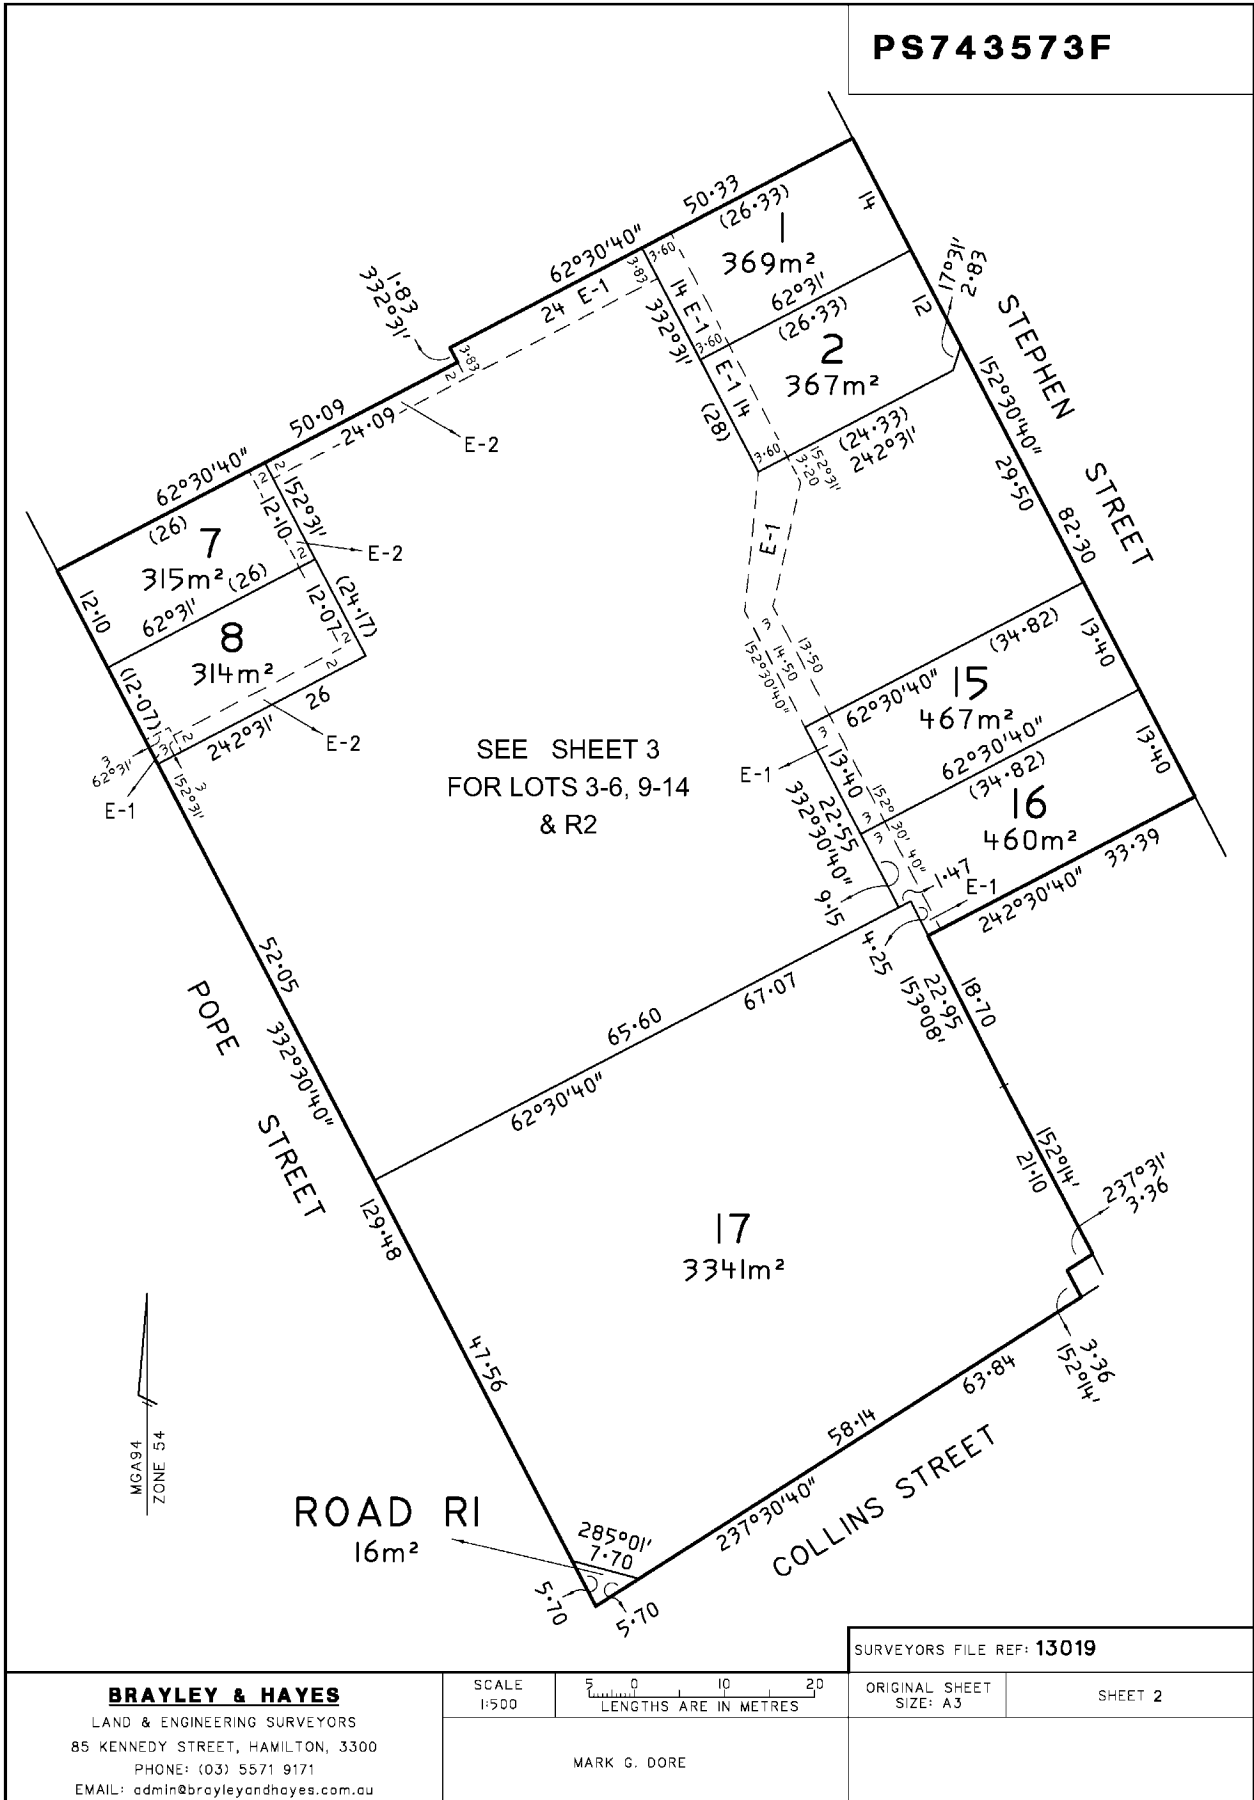 PS743573F
50·33
(26·33)
1
369m²
14
62°30'40"
3·60
3·83
24 E-1
1·83
332°31'
3·83
2
14 E-1
332°31'
62°31'
(26·33)
3·60
2
367m²
12
17°31'
2·83
STEPHEN STREET
152°30'40"
29·50
82·30
E-1 14
(28)
3·60
(24·33)
242°31'
152°31'
3·20
50·09
24·09
E-2
62°30'40"
2
2
(26)
7
315m²
12·10
152°31'
2
E-2
12·10
62°31'
(26)
8
314m²
12·07
(24·17)
2
2
(12·07)
242°31'
26
E-2
2
3
3
62°31'
3
152°31'
E-1
E-1
3
14·50
152°30'40"
13·50
(34·82)
13·40
62°30'40"
15
467m²
3
E-1
13·40
62°30'40"
(34·82)
13·40
16
460m²
3
3
22·55
332°30'40"
152°30'40"
9·15
1·47
E-1
242°30'40"
33·39
4·25
SEE SHEET 3
FOR LOTS 3-6, 9-14
& R2
52·05
POPE STREET
332°30'40"
129·48
65·60
67·07
62°30'40"
22·95
153°08'
18·70
152°14'
21·10
237°31'
3·36
17
3341m²
47·56
3·36
152°14'
63·84
58·14
237°30'40"
COLLINS STREET
MGA94
ZONE 54
ROAD R1
16m²
285°01'
7·70
5·70
5·70
SURVEYORS FILE REF: 13019
BRAYLEY & HAYES
LAND & ENGINEERING SURVEYORS
85 KENNEDY STREET, HAMILTON, 3300
PHONE: (03) 5571 9171
EMAIL: admin@brayleyandhayes.com.au
SCALE
1:500
5 0 10 20
LENGTHS ARE IN METRES
MARK G. DORE
ORIGINAL SHEET
SIZE: A3
SHEET 2